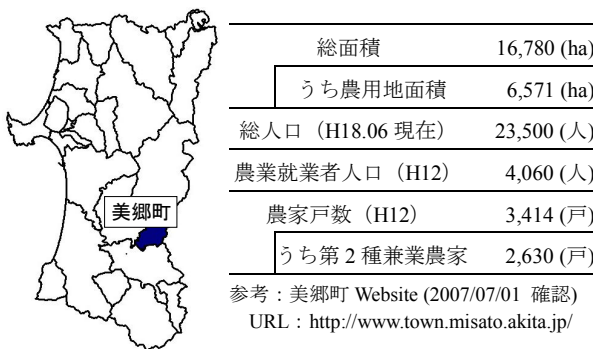 美郷町
総面積 16,780 (ha)
うち農用地面積 6,571 (ha)
総人口（H18.06 現在） 23,500 (人)
農業就業者人口（H12） 4,060 (人)
農家戸数（H12） 3,414 (戸)
うち第 2 種兼業農家 2,630 (戸)
参考：美郷町 Website (2007/07/01 確認)
URL：http://www.town.misato.akita.jp/